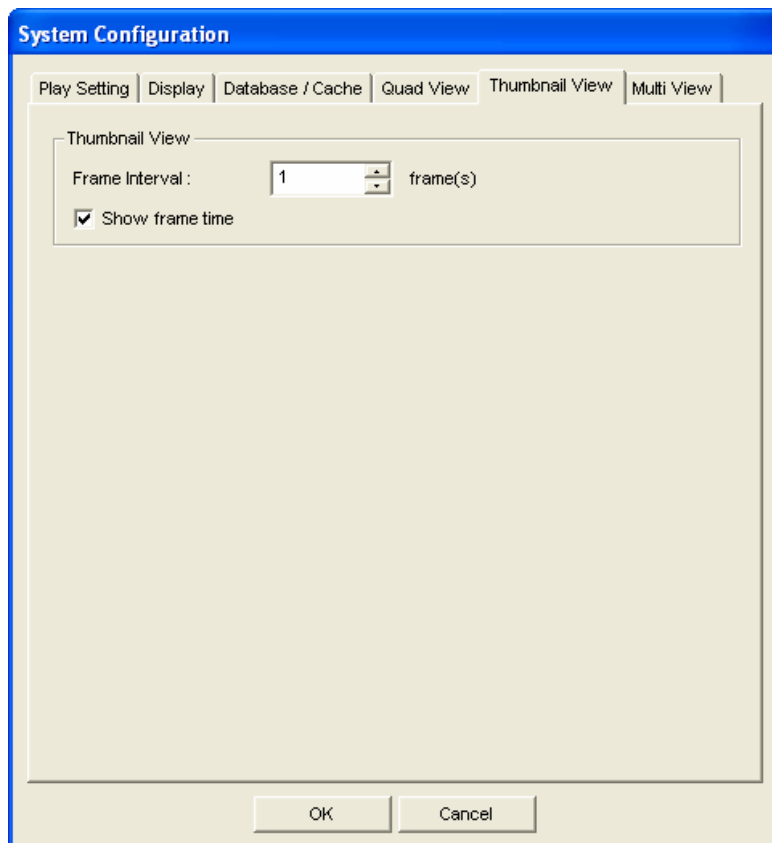 System Configuration
Play Setting Display Database / Cache Quad View Thumbnail View Multi View
Thumbnail View
Frame Interval : 1 frame(s)
Show frame time
OK Cancel